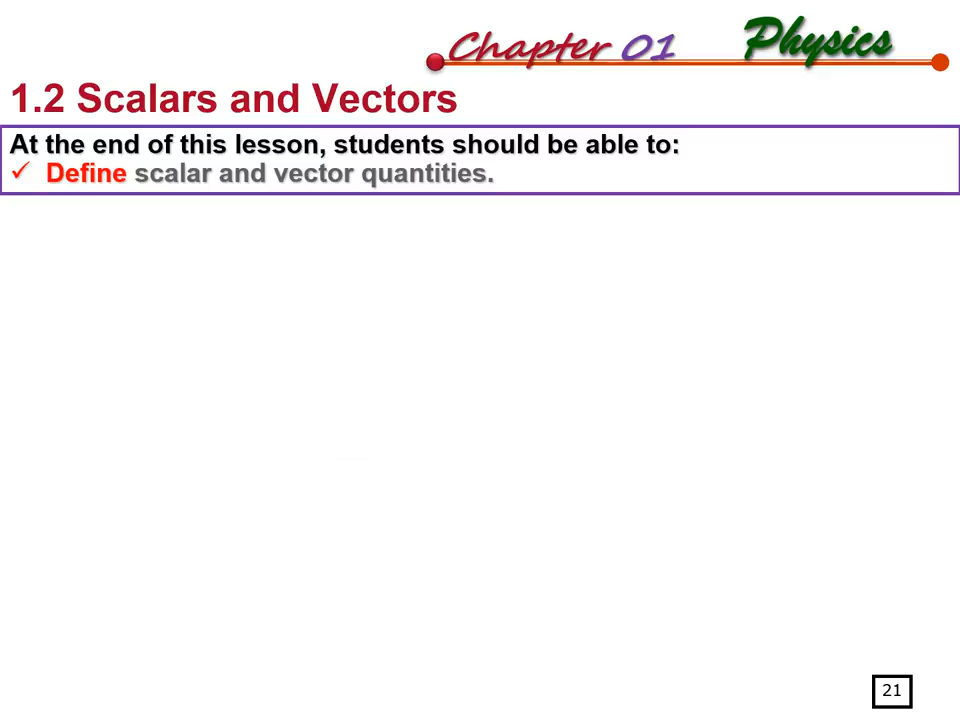 Chapter 01 Physics
1.2 Scalars and Vectors
At the end of this lesson, students should be able to:
✓ Define scalar and vector quantities.
21